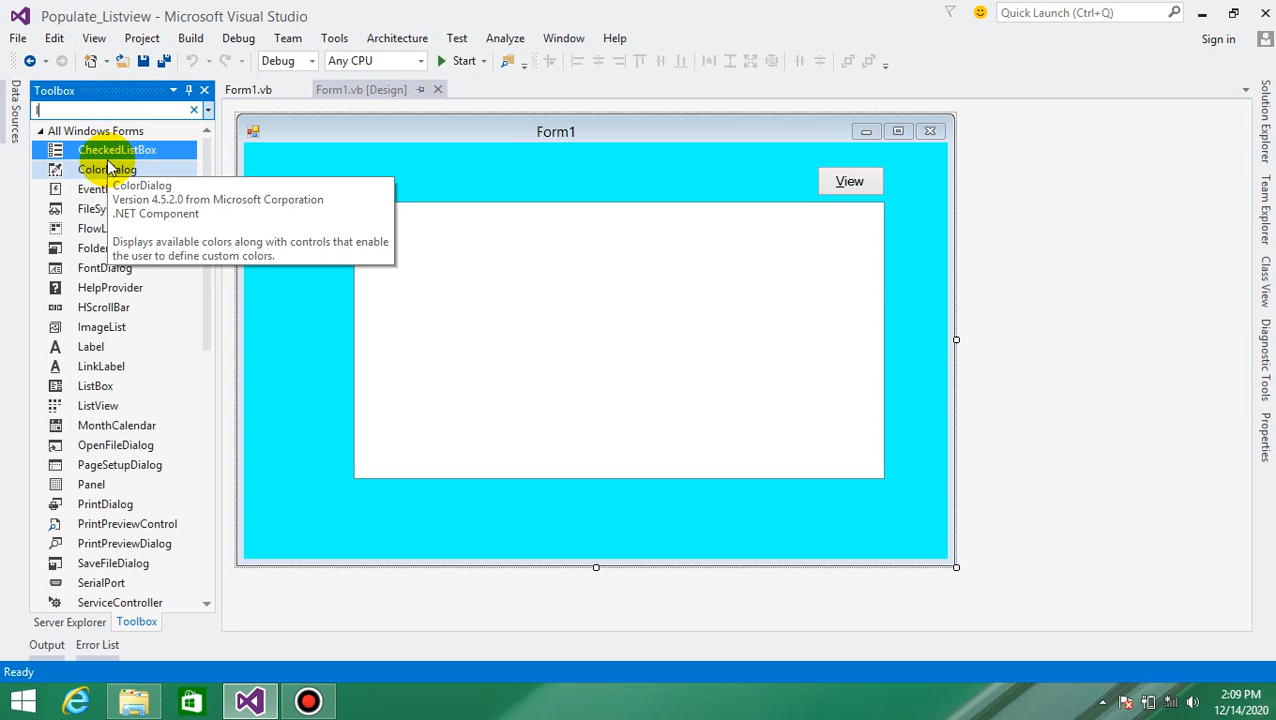 Populate_Listview - Microsoft Visual Studio
Quick Launch (Ctrl+Q)
File Edit View Project Build Debug Team Tools Architecture Test Analyze Window Help
Sign in
Debug Any CPU Start
Data Sources
Toolbox
Form1.vb Form1.vb [Design]
l
All Windows Forms
CheckedListBox
ColorDialog
ColorDialog
Version 4.5.2.0 from Microsoft Corporation
.NET Component
Displays available colors along with controls that enable
the user to define custom colors.
Event
FileSy
FlowL
Folder
FontDialog
HelpProvider
HScrollBar
ImageList
Label
LinkLabel
ListBox
ListView
MonthCalendar
OpenFileDialog
PageSetupDialog
Panel
PrintDialog
PrintPreviewControl
PrintPreviewDialog
SaveFileDialog
SerialPort
ServiceController
Form1
View
Solution Explorer
Team Explorer
Class View
Diagnostic Tools
Properties
Server Explorer Toolbox
Output Error List
Ready
2:09 PM
12/14/2020